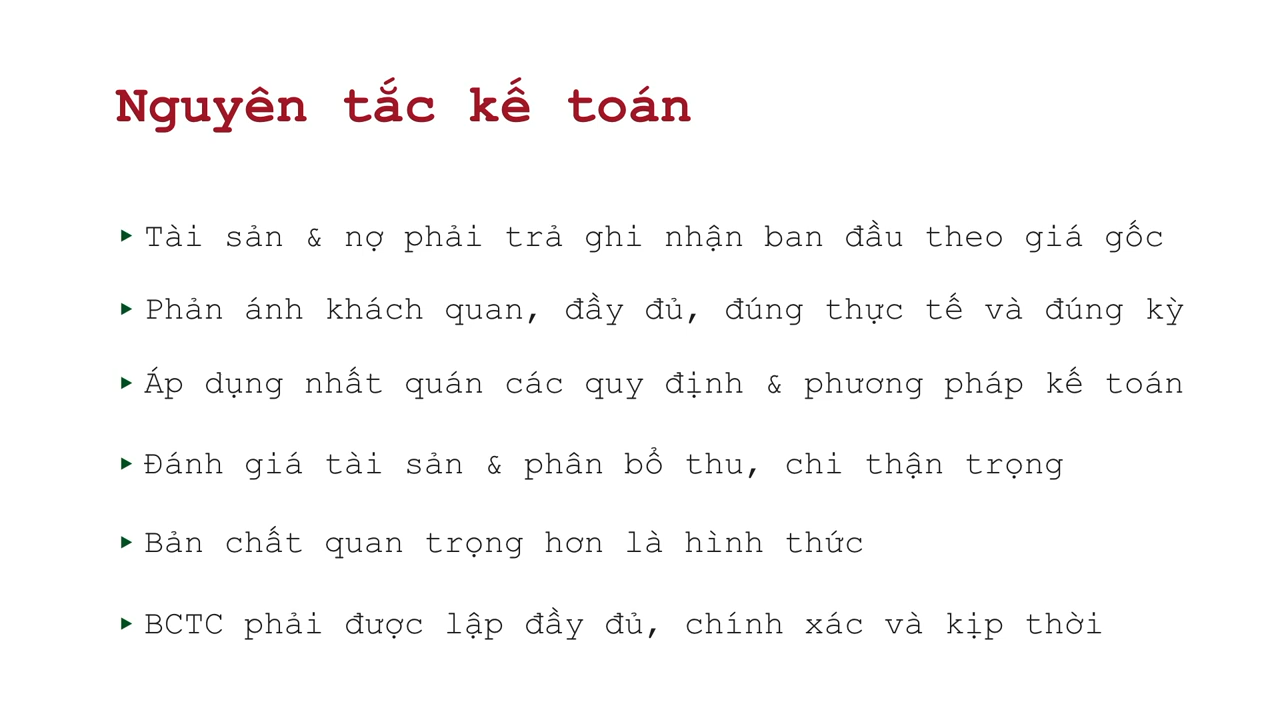 Nguyên tắc kế toán
Tài sản & nợ phải trả ghi nhận ban đầu theo giá gốc
Phản ánh khách quan, đầy đủ, đúng thực tế và đúng kỳ
Áp dụng nhất quán các quy định & phương pháp kế toán
Đánh giá tài sản & phân bổ thu, chi thận trọng
Bản chất quan trọng hơn là hình thức
BCTC phải được lập đầy đủ, chính xác và kịp thời